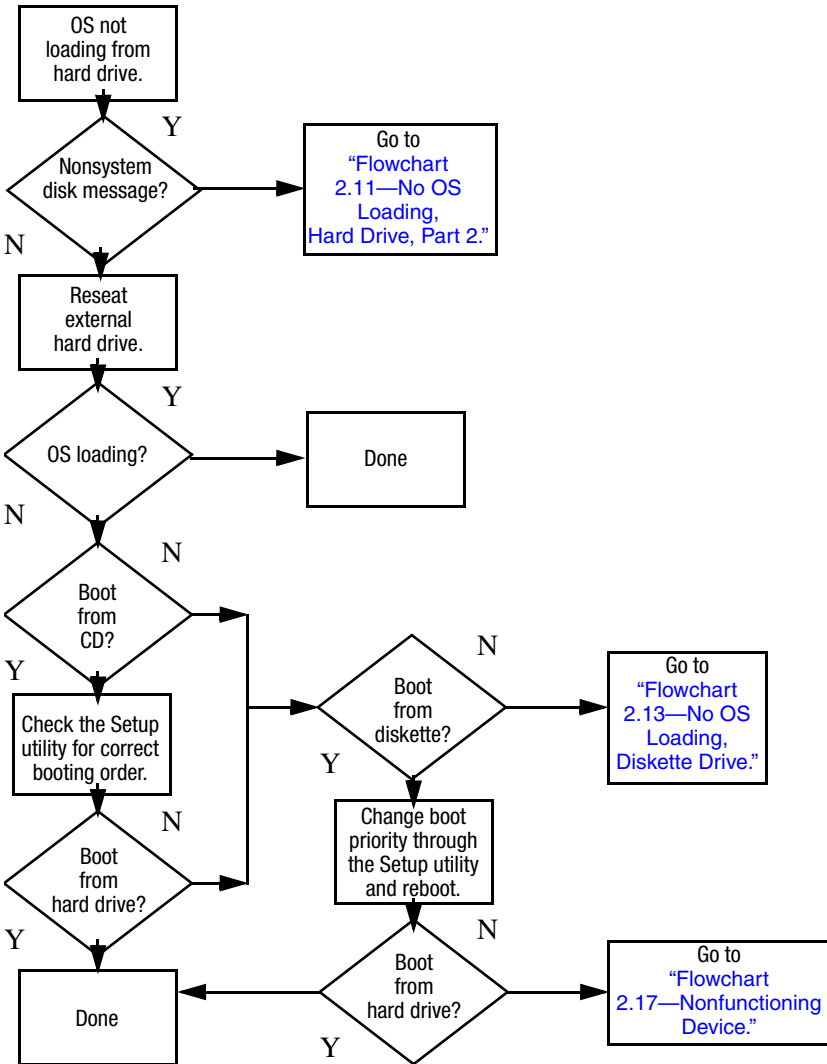 OS not
loading from
hard drive.
Y
Nonsystem
disk message?
Go to
“Flowchart
2.11—No OS
Loading,
Hard Drive, Part 2.”
N
Reseat
external
hard drive.
Y
OS loading?
Done
N
N
Boot
from
CD?
Y
Check the Setup
utility for correct
booting order.
N
Boot
from
hard drive?
Y
Done
N
Boot
from
diskette?
Go to
“Flowchart
2.13—No OS
Loading,
Diskette Drive.”
Y
Change boot
priority through
the Setup utility
and reboot.
N
Boot
from
hard drive?
Go to
“Flowchart
2.17—Nonfunctioning
Device.”
Y